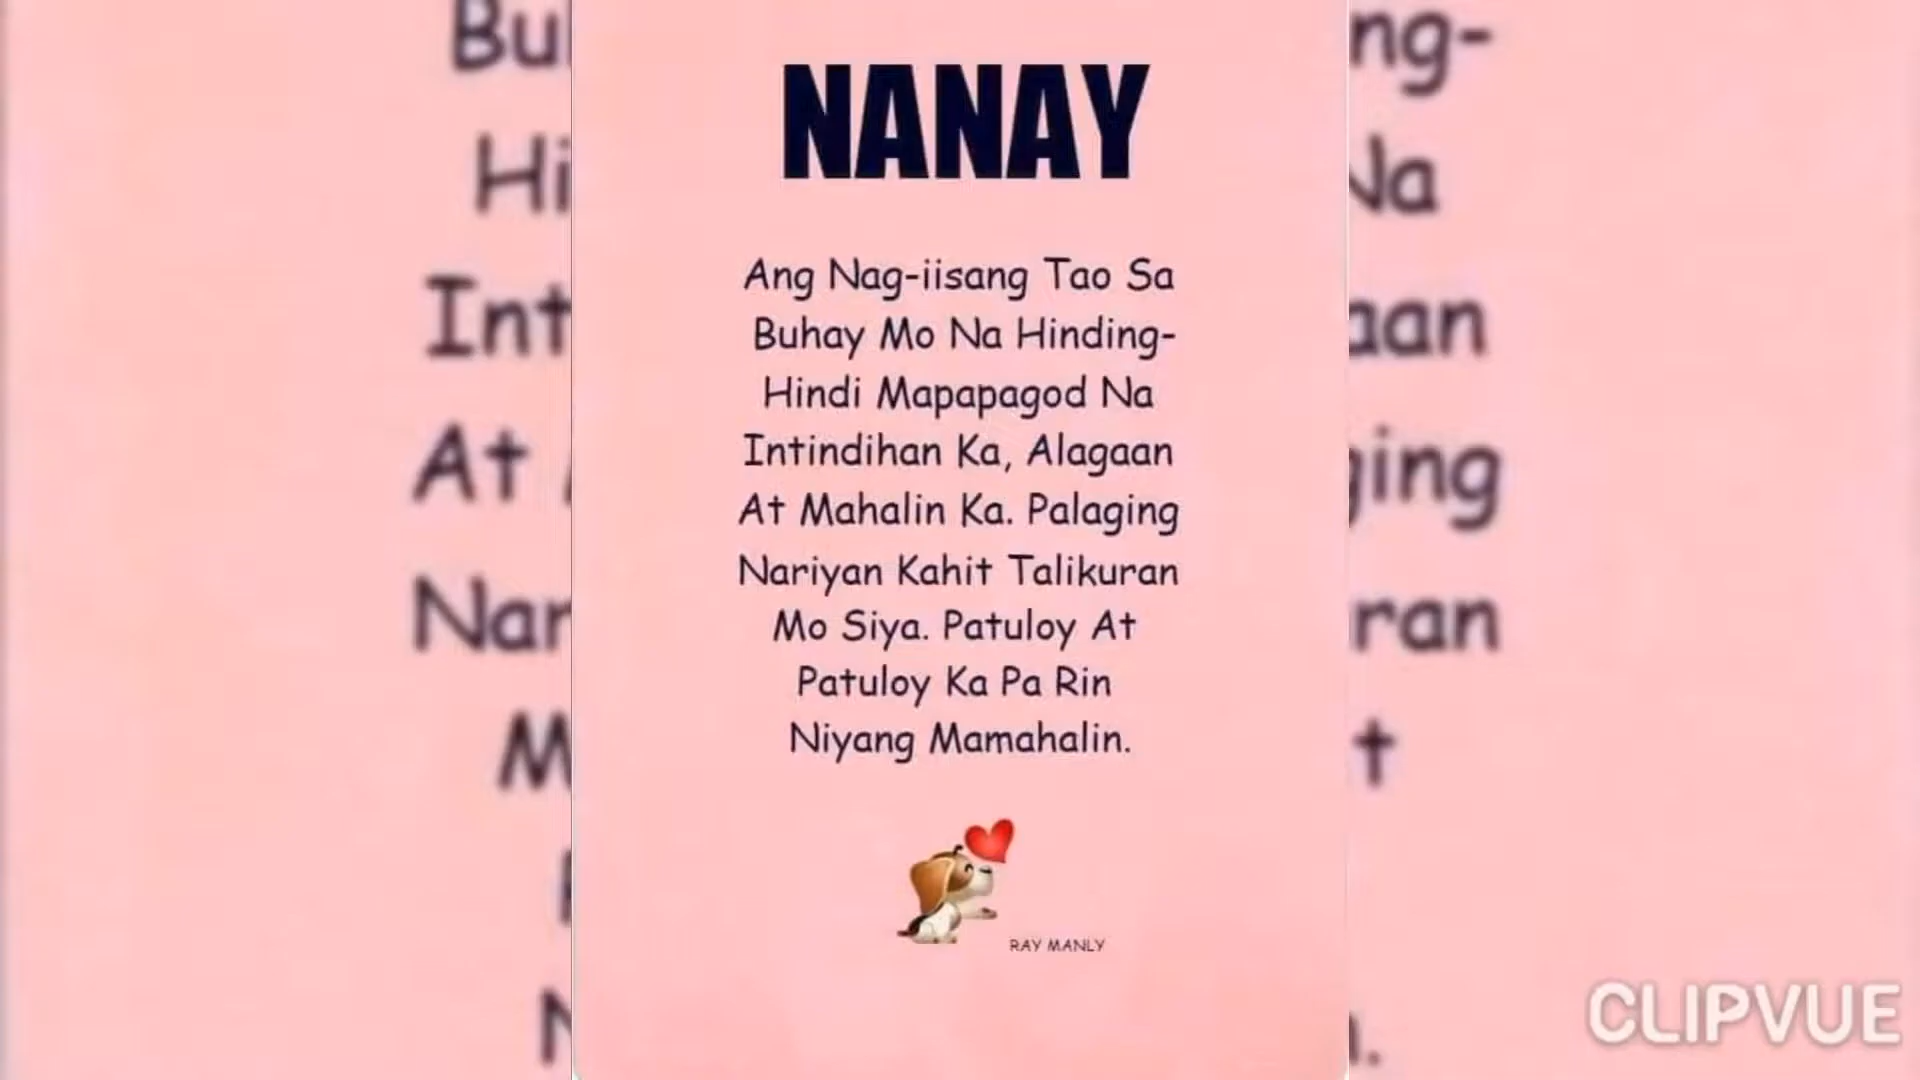 NANAY
Ang Nag-iisang Tao Sa
Buhay Mo Na Hinding-
Hindi Mapapagod Na
Intindihan Ka, Alagaan
At Mahalin Ka. Palaging
Nariyan Kahit Talikuran
Mo Siya. Patuloy At
Patuloy Ka Pa Rin
Niyang Mamahalin.
RAY MANLY
CLIPVUE